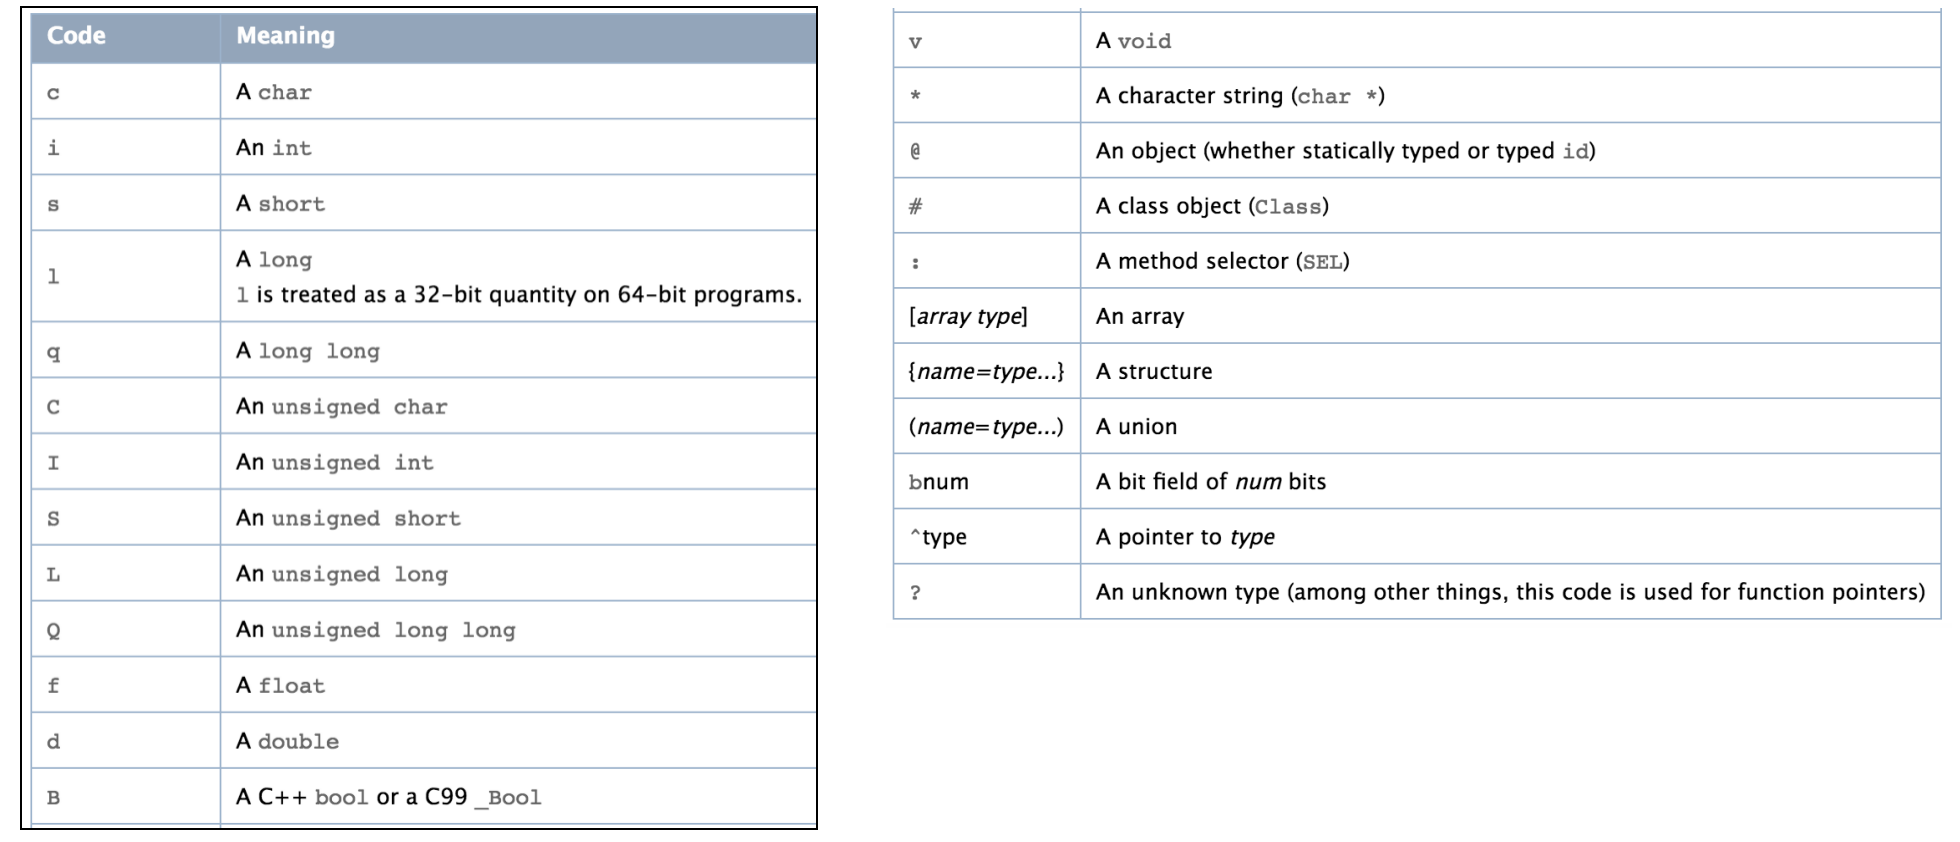 Code Meaning
c A char
i An int
s A short
l A long
l is treated as a 32-bit quantity on 64-bit programs.
q A long long
C An unsigned char
I An unsigned int
S An unsigned short
L An unsigned long
Q An unsigned long long
f A float
d A double
B A C++ bool or a C99 _Bool
v A void
* A character string (char *)
@ An object (whether statically typed or typed id)
# A class object (Class)
: A method selector (SEL)
[array type] An array
{name=type...} A structure
(name=type...) A union
bnum A bit field of num bits
^type A pointer to type
? An unknown type (among other things, this code is used for function pointers)